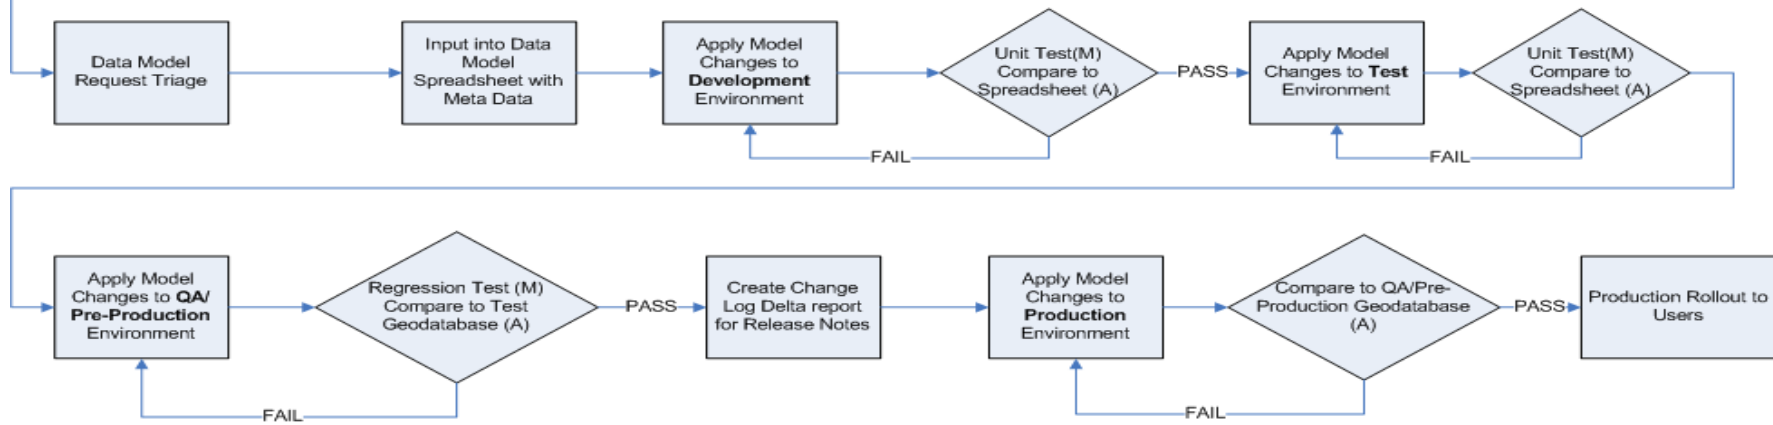 Data Model
Request Triage
Input into Data
Model
Spreadsheet with
Meta Data
Apply Model
Changes to
Development
Environment
Unit Test(M)
Compare to
Spreadsheet (A)
PASS
Apply Model
Changes to Test
Environment
Unit Test(M)
Compare to
Spreadsheet (A)
FAIL
FAIL
Apply Model
Changes to QA/
Pre-Production
Environment
Regression Test (M)
Compare to Test
Geodatabase (A)
PASS
Create Change
Log Delta report
for Release Notes
Apply Model
Changes to
Production
Environment
Compare to QA/Pre-
Production Geodatabase
(A)
PASS
Production Rollout to
Users
FAIL
FAIL